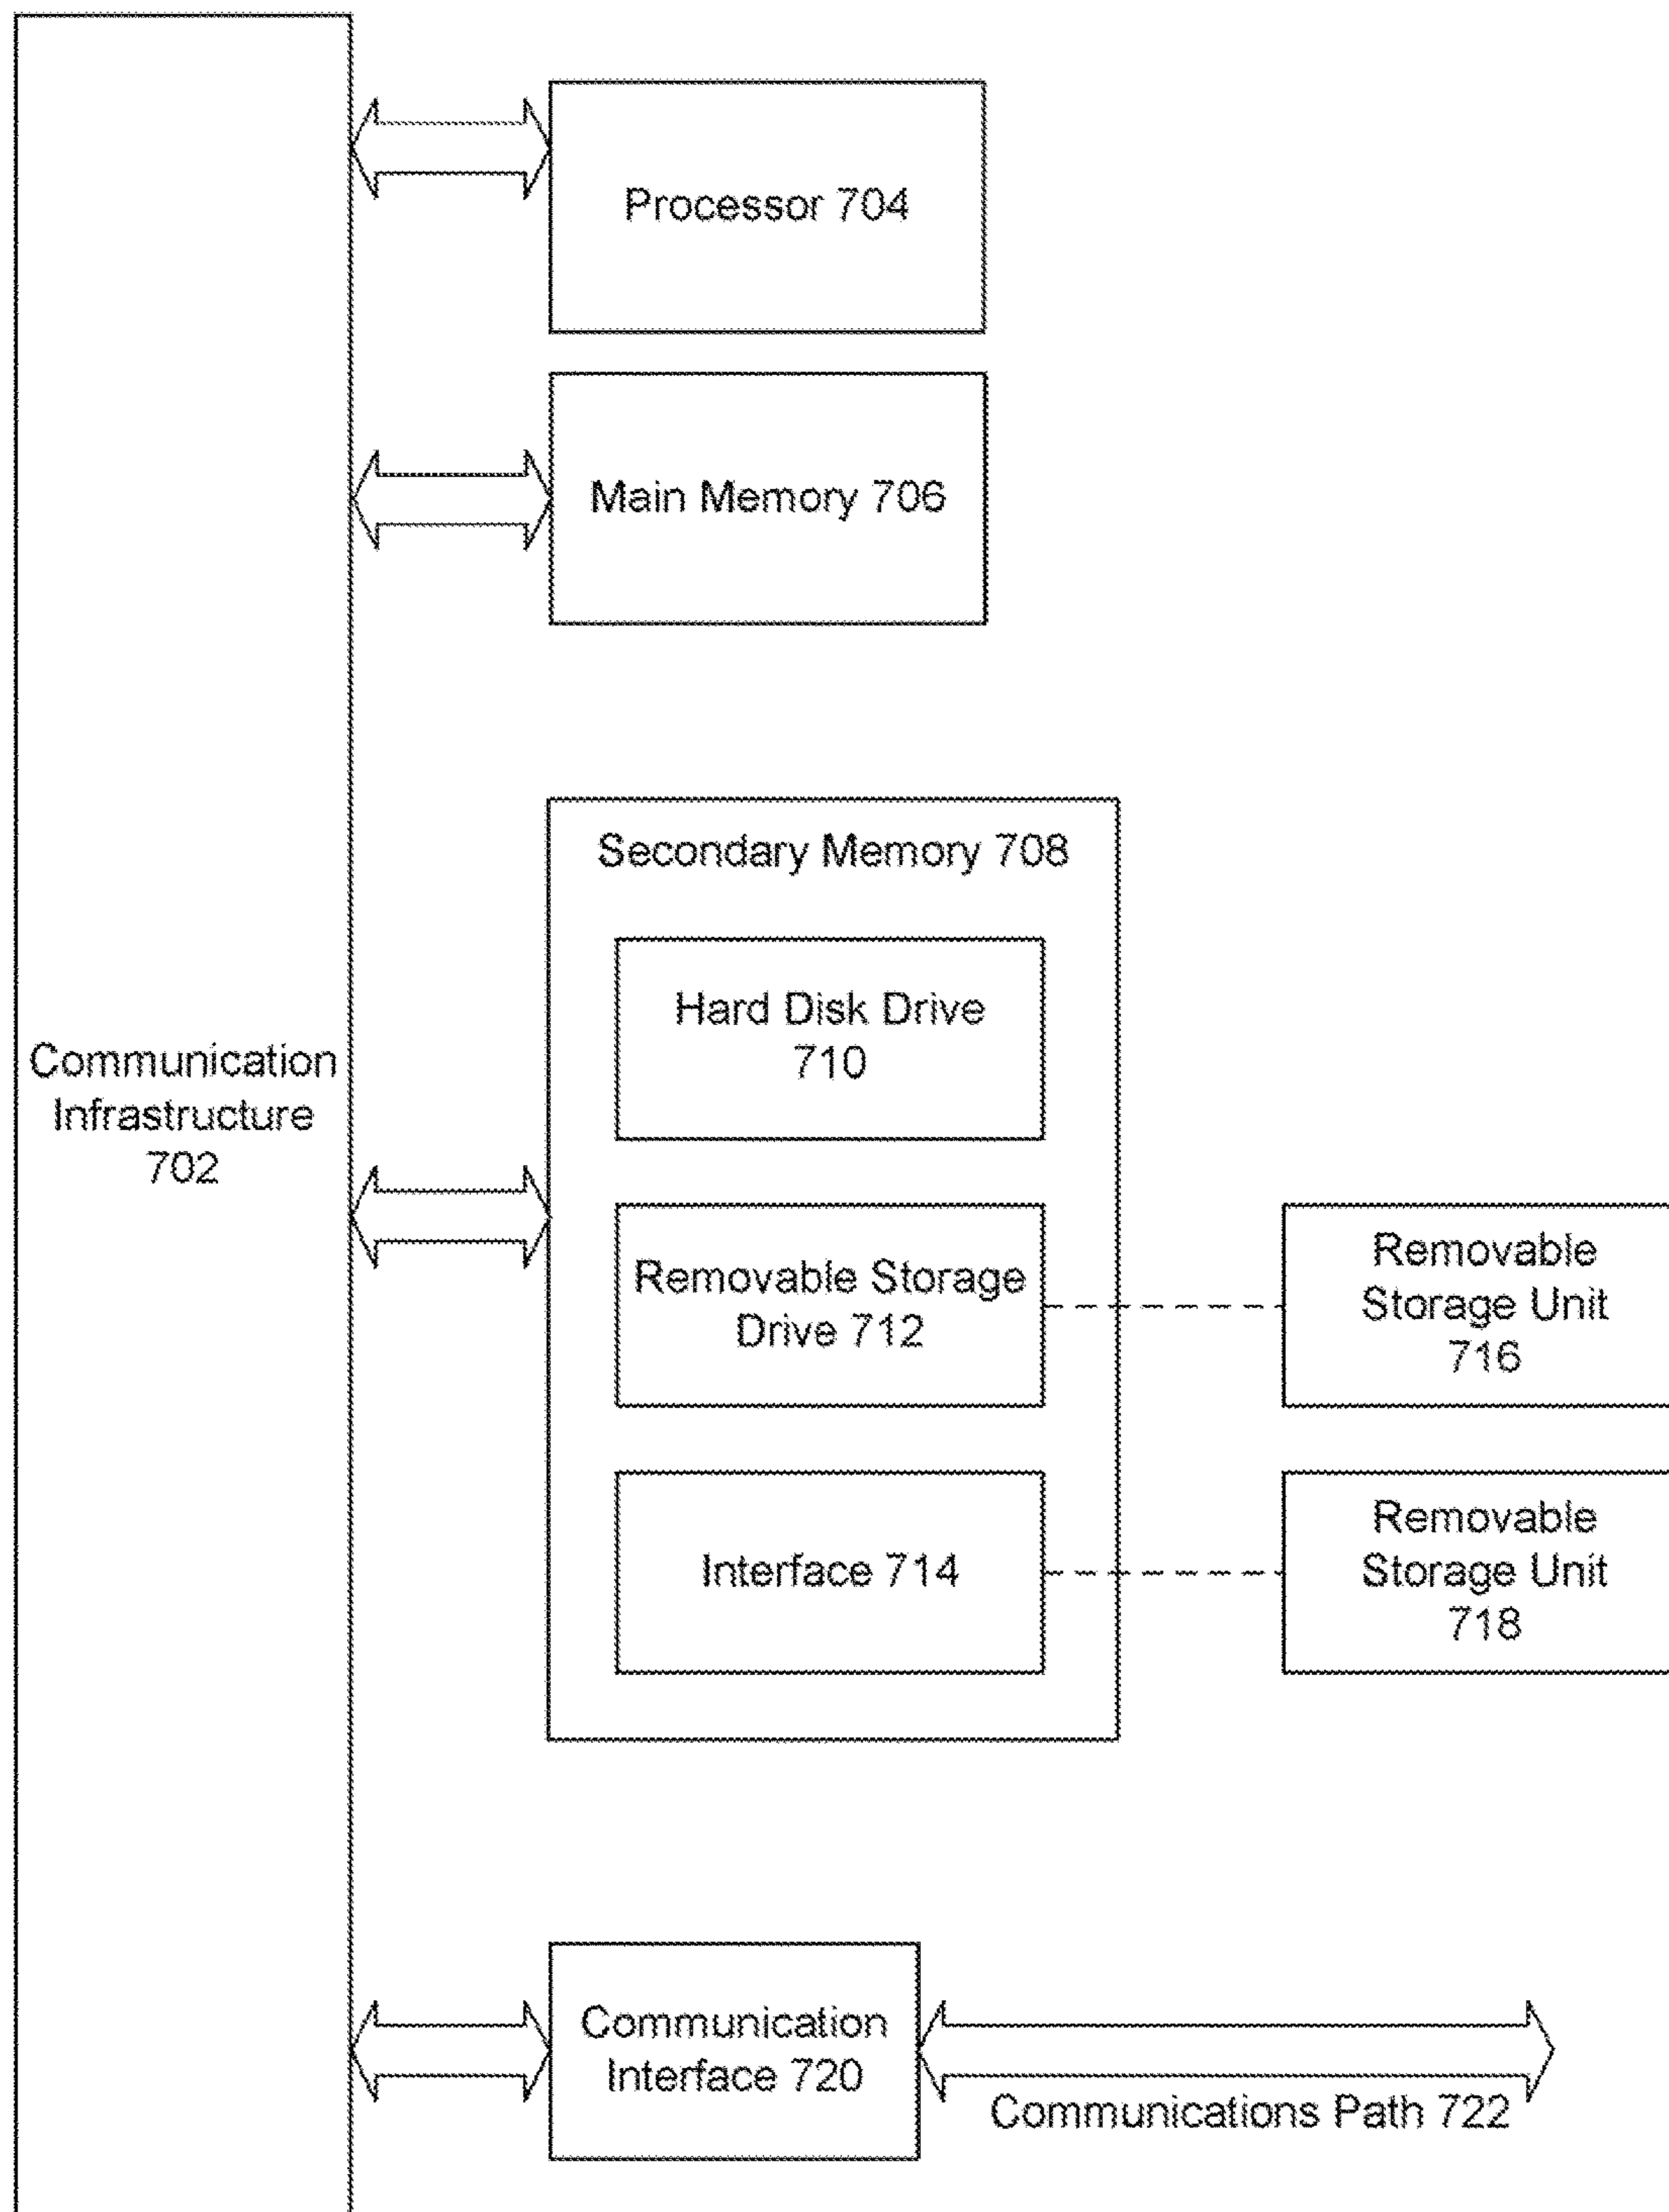 Processor 704
Main Memory 706
Secondary Memory 708
Hard Disk Drive
710
Communication
Infrastructure
702
Removable Storage
Drive 712
Removable
Storage Unit
716
Interface 714
Removable
Storage Unit
718
Communication
Interface 720
Communications Path 722